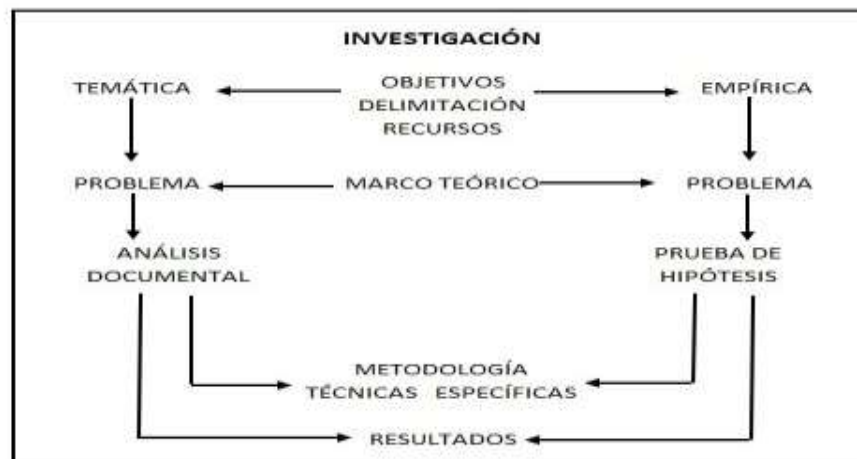 INVESTIGACIÓN
TEMÁTICA
OBJETIVOS
DELIMITACIÓN
RECURSOS
EMPÍRICA
PROBLEMA
MARCO TEÓRICO
PROBLEMA
ANÁLISIS
DOCUMENTAL
PRUEBA DE
HIPÓTESIS
METODOLOGÍA
TÉCNICAS ESPECÍFICAS
RESULTADOS